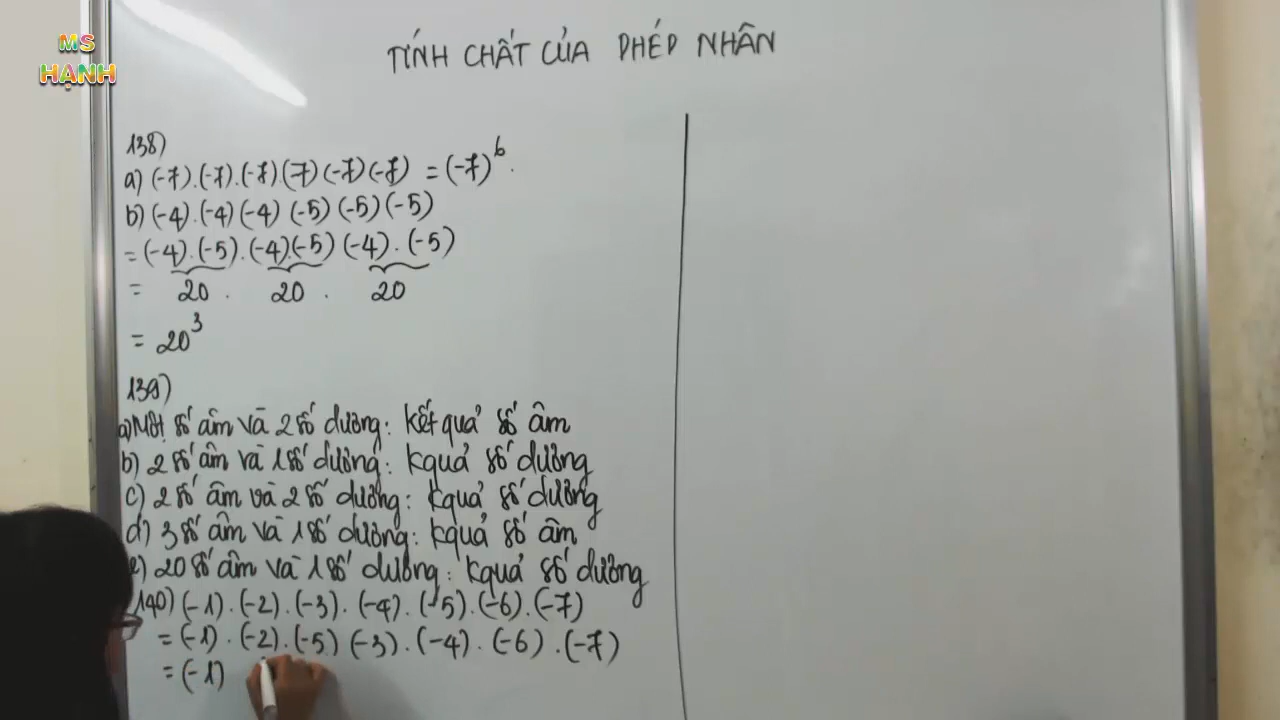 MS
HẠNH
TÍNH CHẤT CỦA PHÉP NHÂN
138)
a) (-7).(-7).(-7)(-7)(-7)(-7) = (-7)⁶.
b) (-4).(-4)(-4)(-5)(-5)(-5)
= (-4).(-5).(-4)(-5)(-4).(-5)
= 20 . 20 . 20
= 20³
139)
a) Một số âm và 2 số dương: kết quả số âm
b) 2 số âm và 1 số dương: kquả số dương
c) 2 số âm và 2 số dương: kquả số dương
d) 3 số âm và 1 số dương: kquả số âm
e) 20 số âm và 1 số dương: kquả số dương
140) (-1).(-2).(-3).(-4).(-5).(-6).(-7)
= (-1).(-2).(-5)(-3).(-4).(-6).(-7)
= (-1)